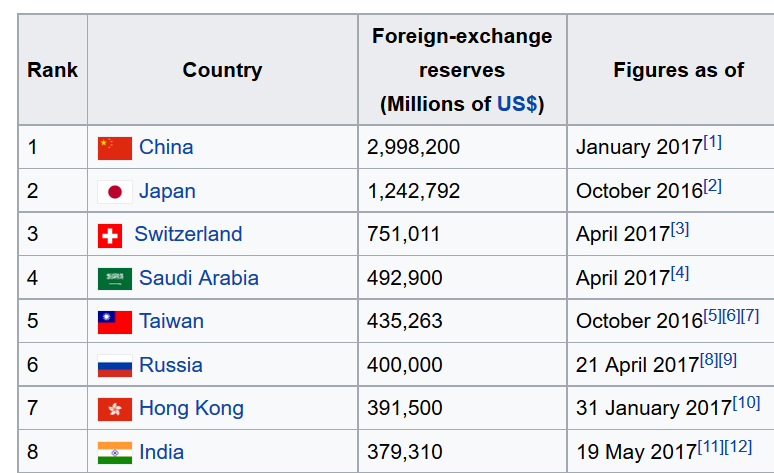 Rank Country Foreign-exchange reserves (Millions of US$) Figures as of
1 China 2,998,200 January 2017[1]
2 Japan 1,242,792 October 2016[2]
3 Switzerland 751,011 April 2017[3]
4 Saudi Arabia 492,900 April 2017[4]
5 Taiwan 435,263 October 2016[5][6][7]
6 Russia 400,000 21 April 2017[8][9]
7 Hong Kong 391,500 31 January 2017[10]
8 India 379,310 19 May 2017[11][12]